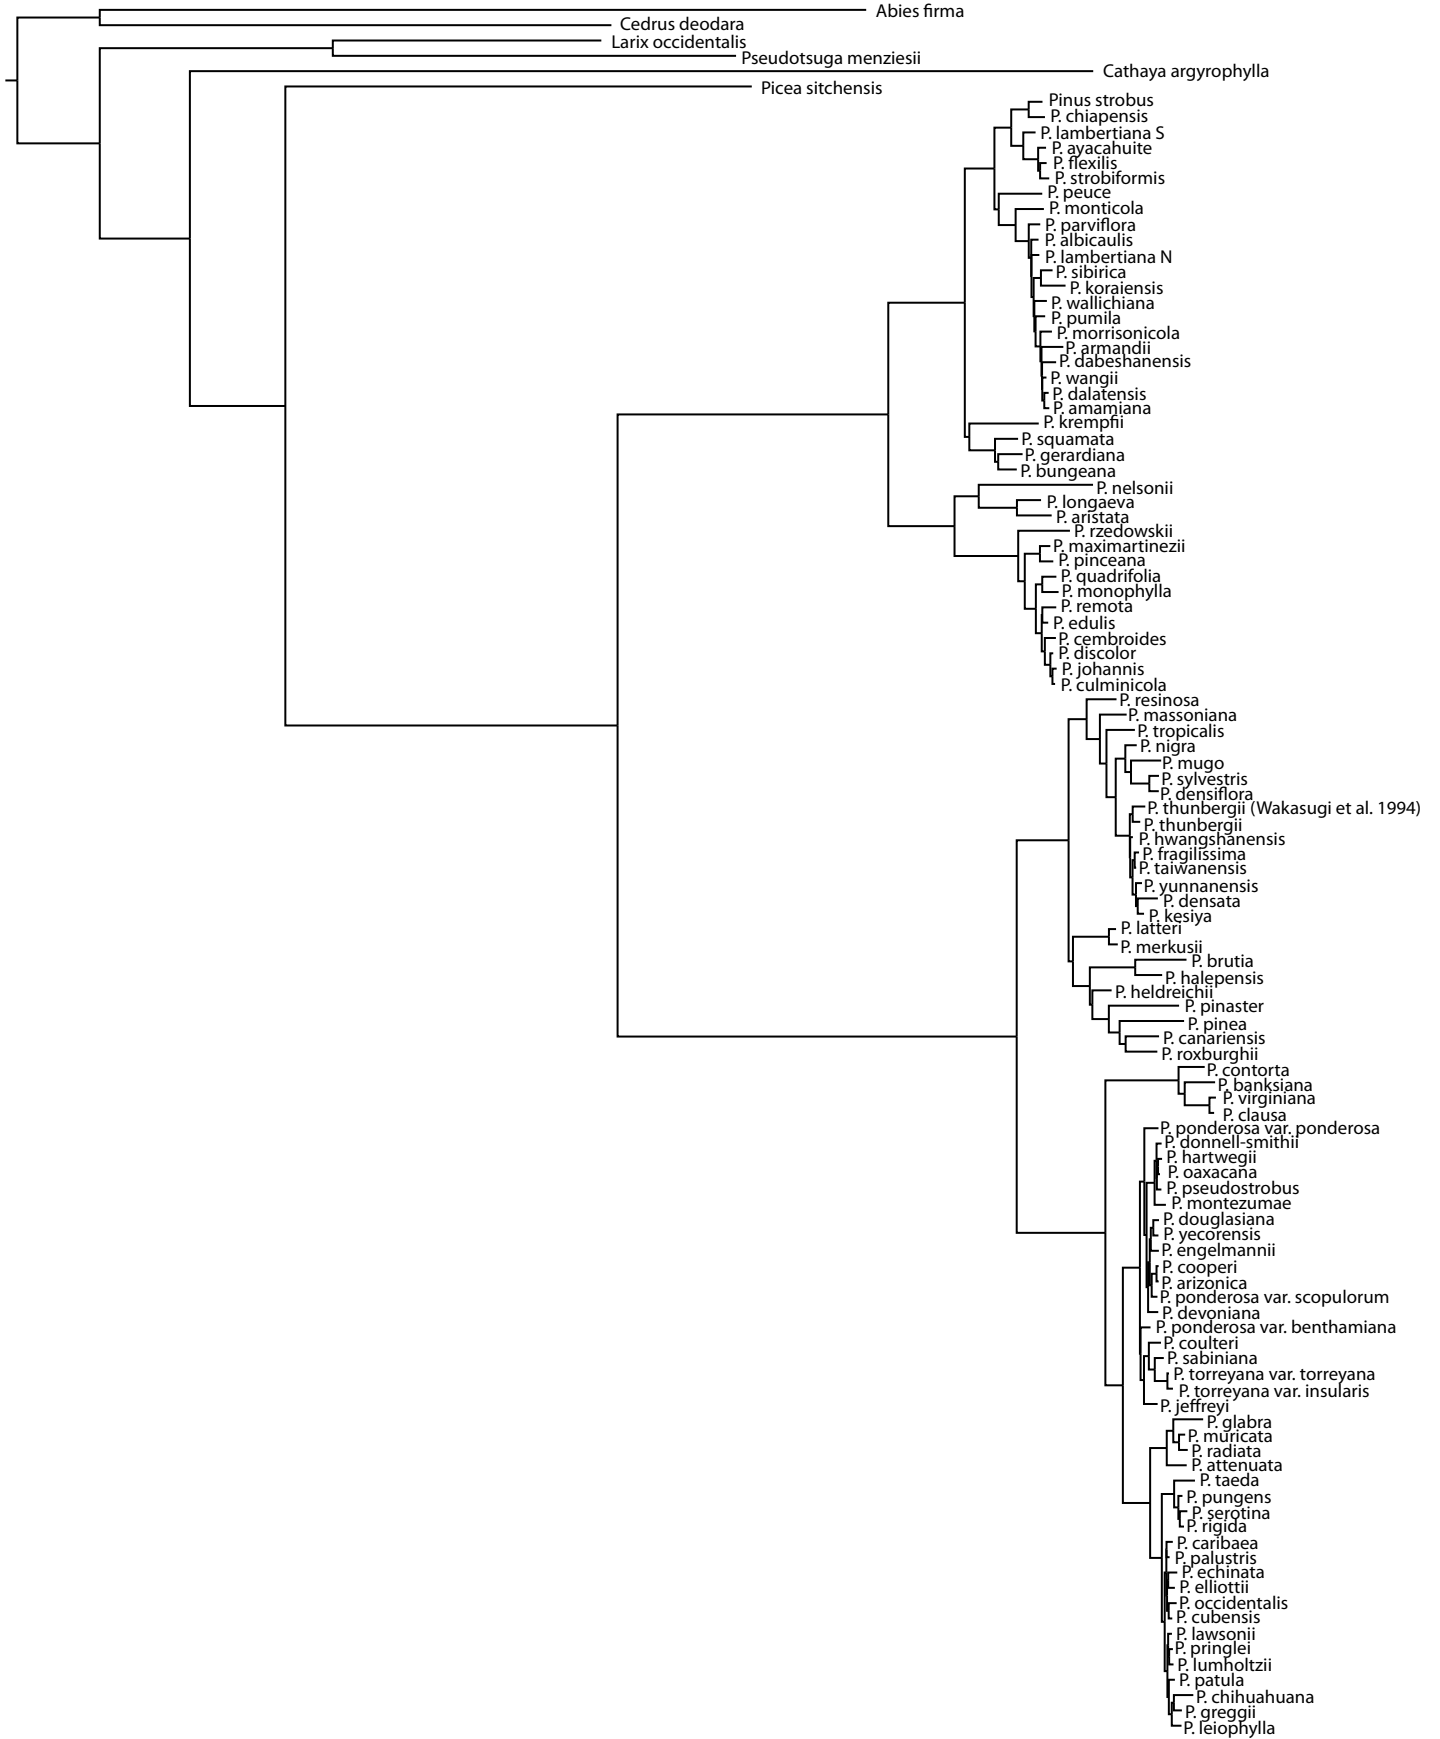 Abies firma
Cedrus deodara
Larix occidentalis
Pseudotsuga menziesii
Cathaya argyrophylla
Picea sitchensis
Pinus strobus
P. chiapensis
P. lambertiana S
P. ayacahuite
P. flexilis
P. strobiformis
P. peuce
P. monticola
P. parviflora
P. albicaulis
P. lambertiana N
P. sibirica
P. koraiensis
P. wallichiana
P. pumila
P. morrisonicola
P. armandii
P. dabeshanensis
P. wangii
P. dalatensis
P. amamiana
P. krempfii
P. squamata
P. gerardiana
P. bungeana
P. nelsonii
P. longaeva
P. aristata
P. rzedowskii
P. maximartinezii
P. pinceana
P. quadrifolia
P. monophylla
P. remota
P. edulis
P. cembroides
P. discolor
P. johannis
P. culminicola
P. resinosa
P. massoniana
P. tropicalis
P. nigra
P. mugo
P. sylvestris
P. densiflora
P. thunbergii (Wakasugi et al. 1994)
P. thunbergii
P. hwangshanensis
P. fragilissima
P. taiwanensis
P. yunnanensis
P. densata
P. kesiya
P. latteri
P. merkusii
P. brutia
P. halepensis
P. heldreichii
P. pinaster
P. pinea
P. canariensis
P. roxburghii
P. contorta
P. banksiana
P. virginiana
P. clausa
P. ponderosa var. ponderosa
P. donnell-smithii
P. hartwegii
P. oaxacana
P. pseudostrobus
P. montezumae
P. douglasiana
P. yecorensis
P. engelmannii
P. cooperi
P. arizonica
P. ponderosa var. scopulorum
P. devoniana
P. ponderosa var. benthamiana
P. coulteri
P. sabiniana
P. torreyana var. torreyana
P. torreyana var. insularis
P. jeffreyi
P. glabra
P. muricata
P. radiata
P. attenuata
P. taeda
P. pungens
P. serotina
P. rigida
P. caribaea
P. palustris
P. echinata
P. elliottii
P. occidentalis
P. cubensis
P. lawsonii
P. pringlei
P. lumholtzii
P. patula
P. chihuahuana
P. greggii
P. leiophylla